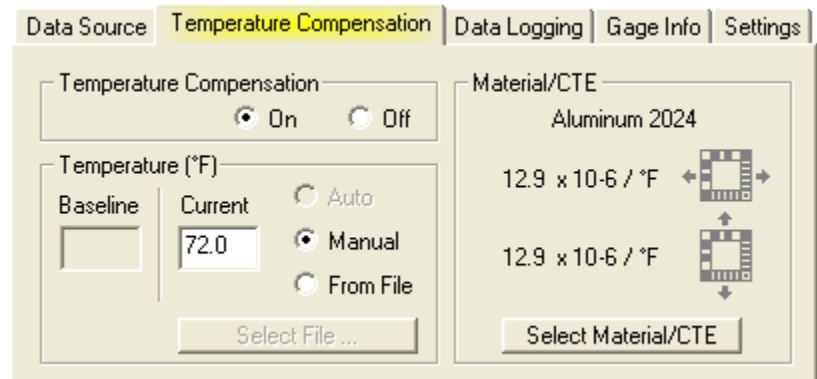 Data Source
Temperature Compensation
Data Logging
Gage Info
Settings
Temperature Compensation
On
Off
Temperature (°F)
Baseline
Current
72.0
Auto
Manual
From File
Select File ...
Material/CTE
Aluminum 2024
12.9 x 10-6 / °F
12.9 x 10-6 / °F
Select Material/CTE